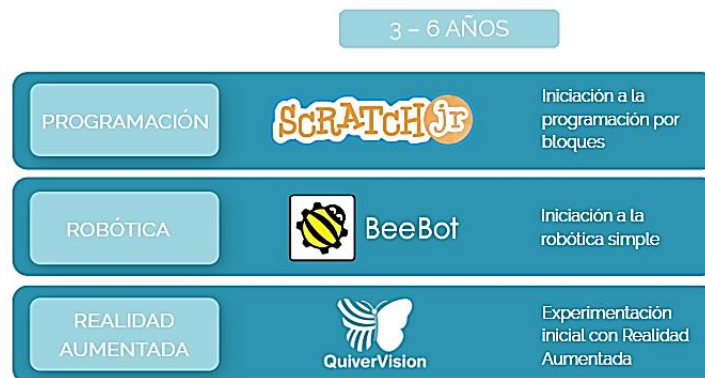 3 – 6 AÑOS
PROGRAMACIÓN
SCRATCH jr
Iniciación a la
programación por
bloques
ROBÓTICA
BeeBot
Iniciación a la
robótica simple
REALIDAD
AUMENTADA
QuiverVision
Experimentación
inicial con Realidad
Aumentada